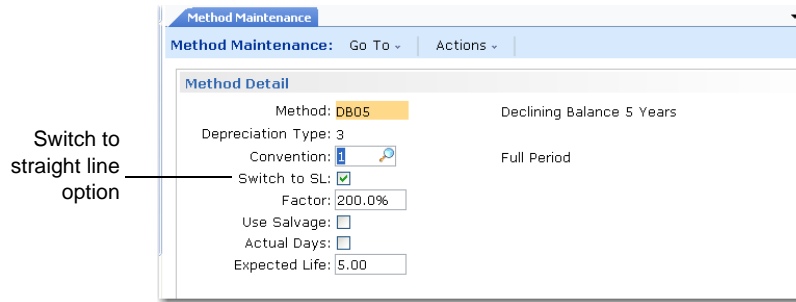 Method Maintenance
Method Maintenance: Go To Actions
Method Detail
Method: DB05 Declining Balance 5 Years
Depreciation Type: 3
Convention: 1 Full Period
Switch to SL:
Factor: 200.0%
Use Salvage:
Actual Days:
Expected Life: 5.00
Switch to
straight line
option